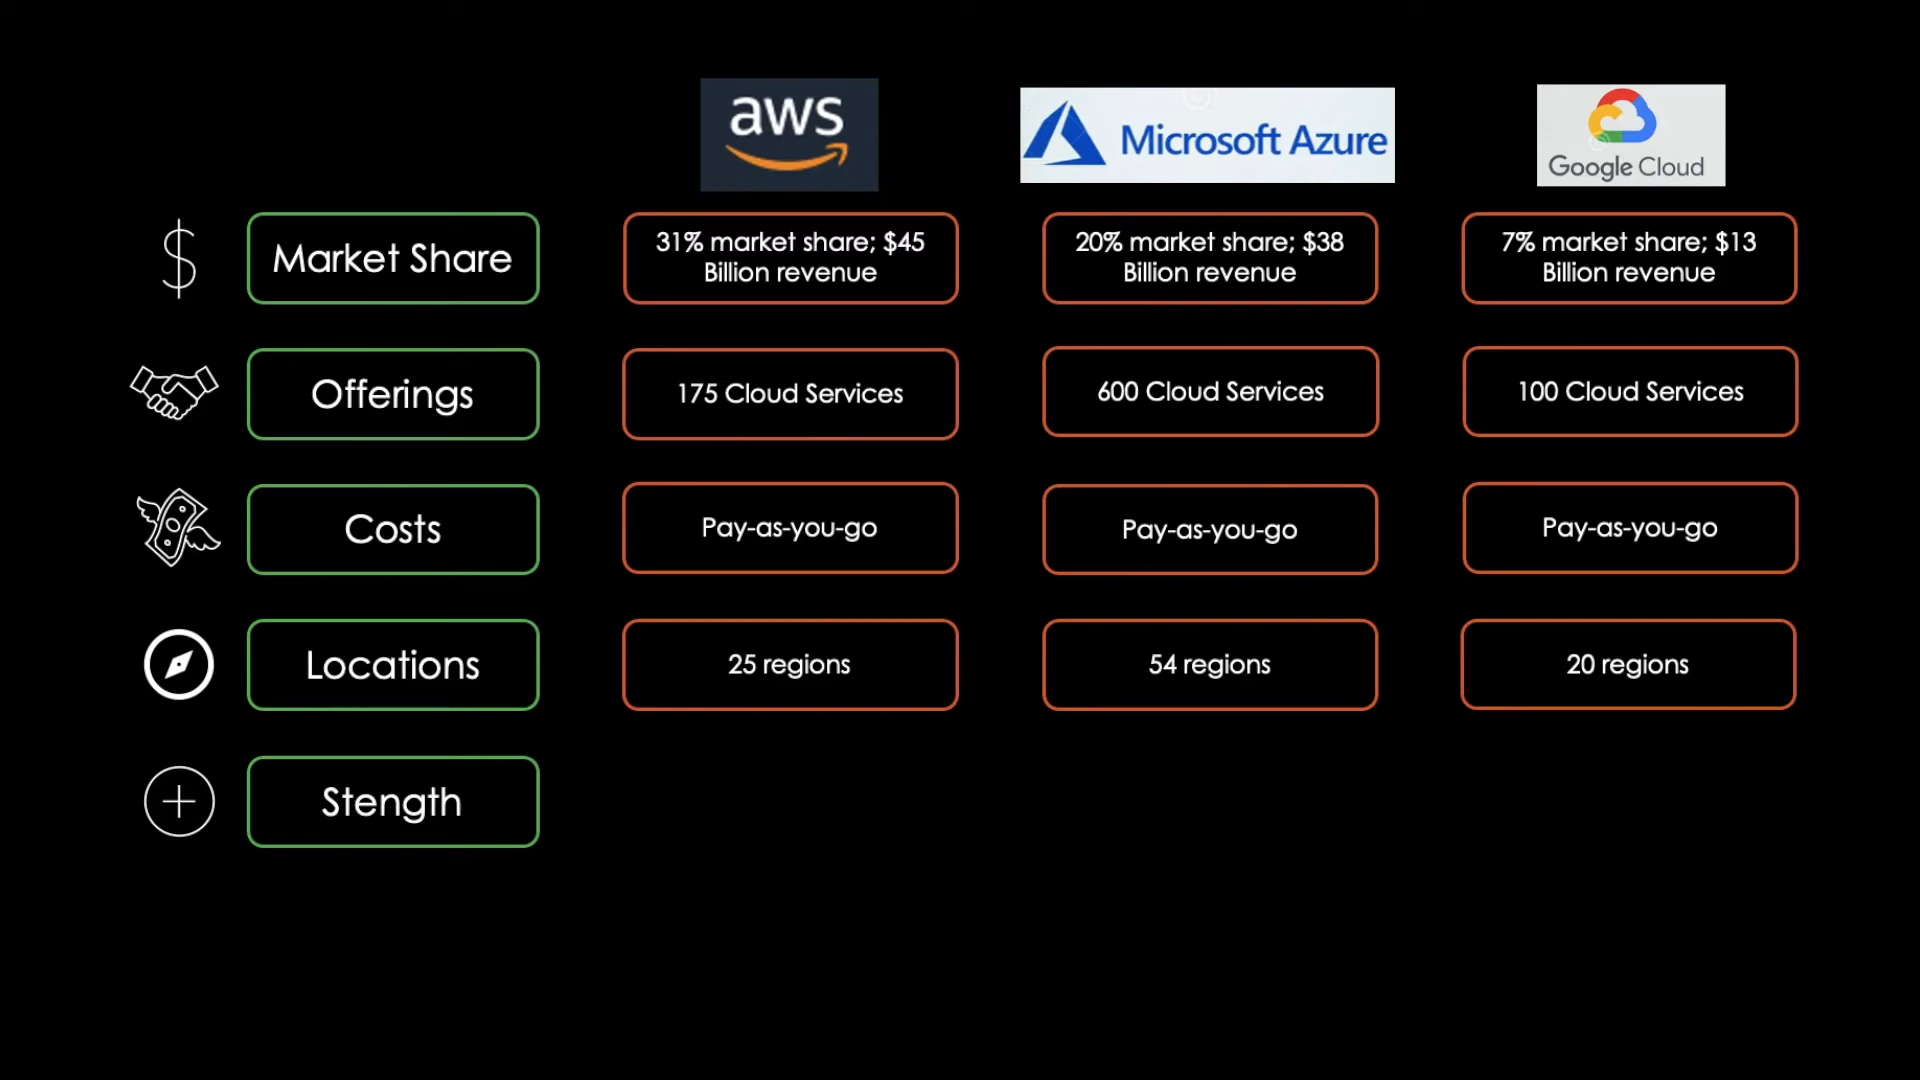 aws
Microsoft Azure
Google Cloud
Market Share
31% market share; $45
Billion revenue
20% market share; $38
Billion revenue
7% market share; $13
Billion revenue
Offerings
175 Cloud Services
600 Cloud Services
100 Cloud Services
Costs
Pay-as-you-go
Pay-as-you-go
Pay-as-you-go
Locations
25 regions
54 regions
20 regions
Stength